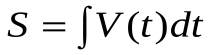 S = ∫V(t)dt